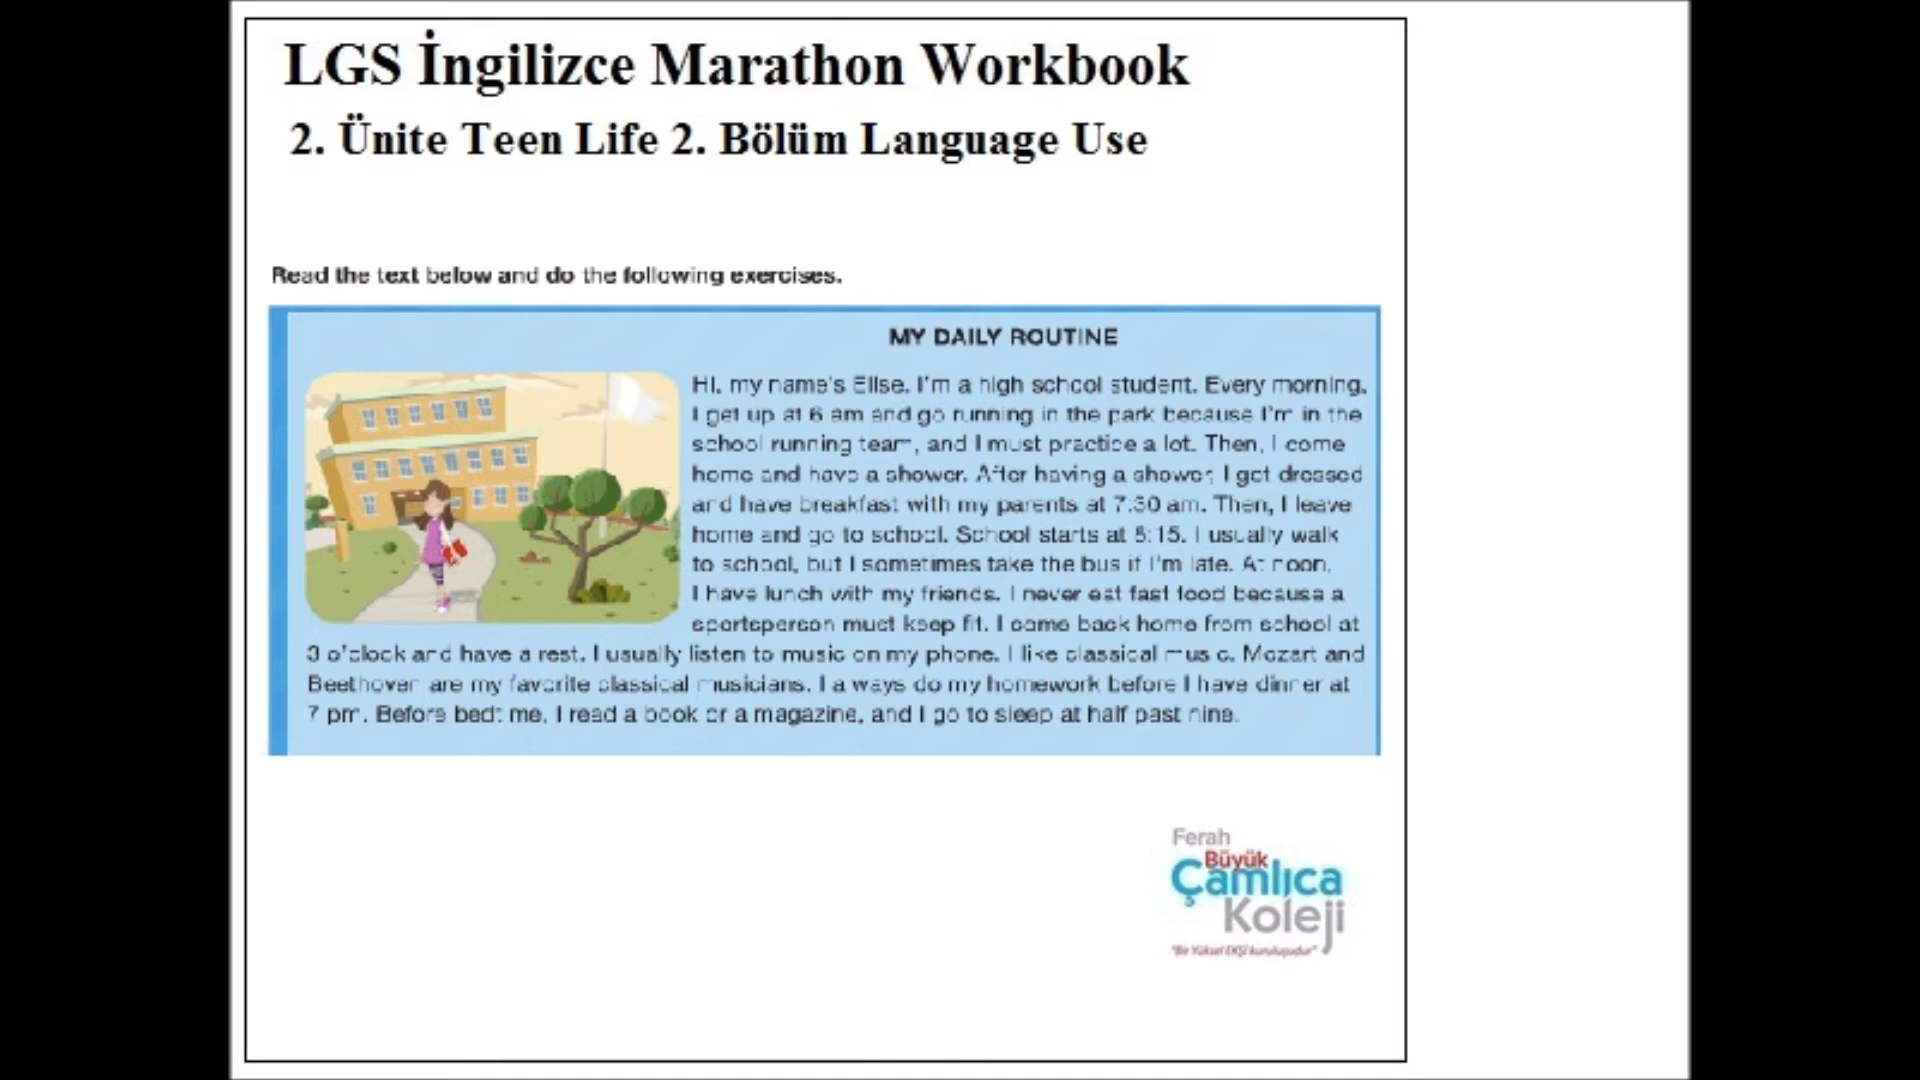 LGS İngilizce Marathon Workbook
2. Ünite Teen Life 2. Bölüm Language Use
Read the text below and do the following exercises.
MY DAILY ROUTINE
Hi, my name's Elise. I'm a high school student. Every morning,
I get up at 6 am and go running in the park because I'm in the
school running team, and I must practice a lot. Then, I come
home and have a shower. After having a shower, I get dressed
and have breakfast with my parents at 7:30 am. Then, I leave
home and go to school. School starts at 8:15. I usually walk
to school, but I sometimes take the bus if I'm late. At noon,
I have lunch with my friends. I never eat fast food because a
sportsperson must keep fit. I come back home from school at
3 o'clock and have a rest. I usually listen to music on my phone. I like classical music. Mozart and
Beethoven are my favorite classical musicians. I always do my homework before I have dinner at
7 pm. Before bedtime, I read a book or a magazine, and I go to sleep at half past nine.
Ferah
Büyük
Çamlıca
Koleji
"Bir Yüksel EKŞİ kuruluşudur"